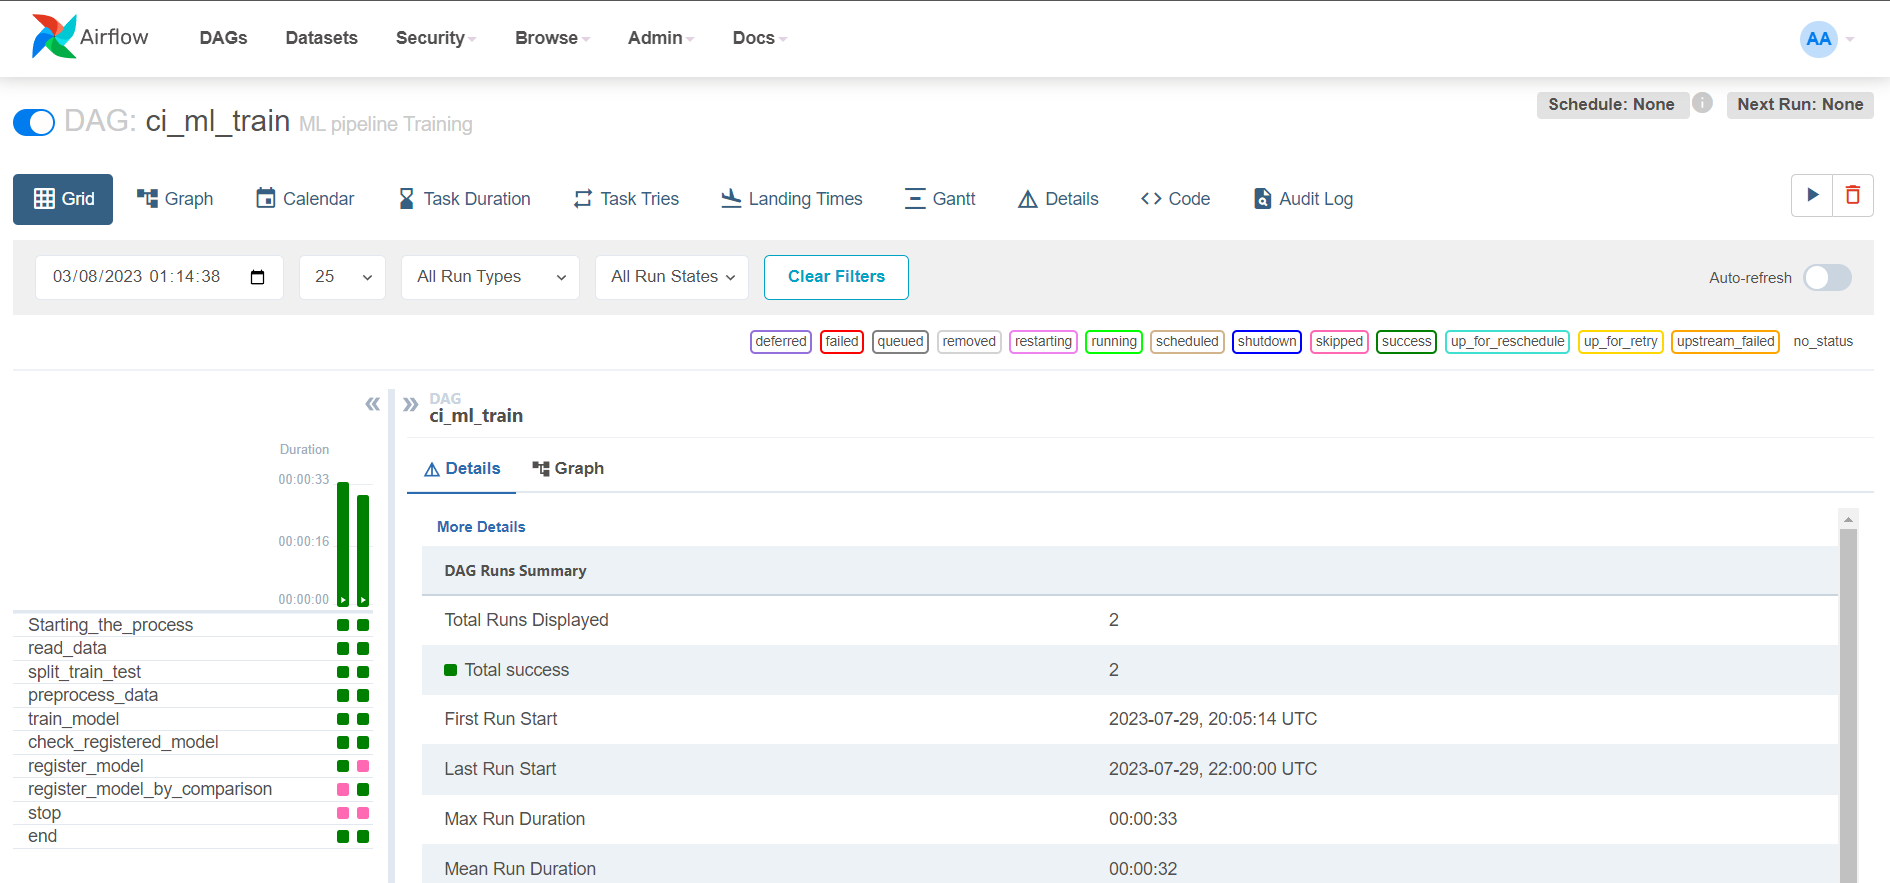 Airflow DAGs Datasets Security Browse Admin Docs AA
DAG: ci_ml_train ML pipeline Training
Schedule: None i Next Run: None
Grid Graph Calendar Task Duration Task Tries Landing Times Gantt Details Code Audit Log
03/08/2023 01:14:38 25 All Run Types All Run States Clear Filters Auto-refresh
deferred failed queued removed restarting running scheduled shutdown skipped success up_for_reschedule up_for_retry upstream_failed no_status
DAG
ci_ml_train
Duration
00:00:33
00:00:16
00:00:00
Starting_the_process
read_data
split_train_test
preprocess_data
train_model
check_registered_model
register_model
register_model_by_comparison
stop
end
Details Graph
More Details
DAG Runs Summary
Total Runs Displayed 2
Total success 2
First Run Start 2023-07-29, 20:05:14 UTC
Last Run Start 2023-07-29, 22:00:00 UTC
Max Run Duration 00:00:33
Mean Run Duration 00:00:32